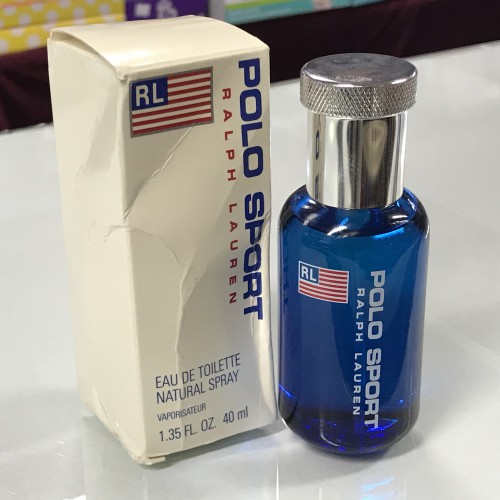 RL
POLO SPORT
RALPH LAUREN
EAU DE TOILETTE
NATURAL SPRAY
VAPORISATEUR
1.35 FL. OZ. 40 ml
RL
POLO SPORT
RALPH LAUREN